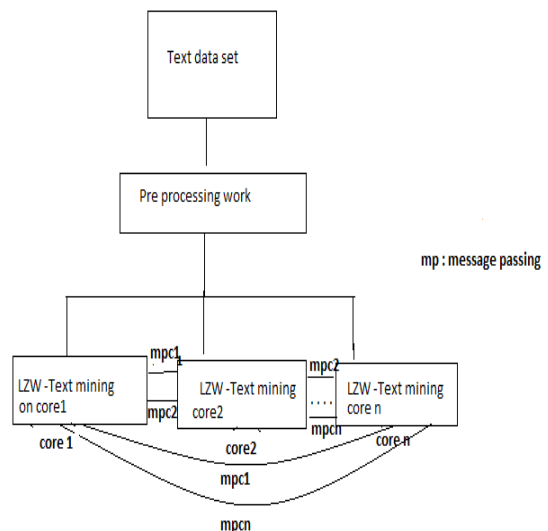 Text data set
Pre processing work
mp : message passing
mpc1
mpc2
LZW -Text mining
on core1
LZW -Text mining
core2
LZW -Text mining
core n
mpc2
....
mpcn
core 1
core2
core n
mpc1
mpcn